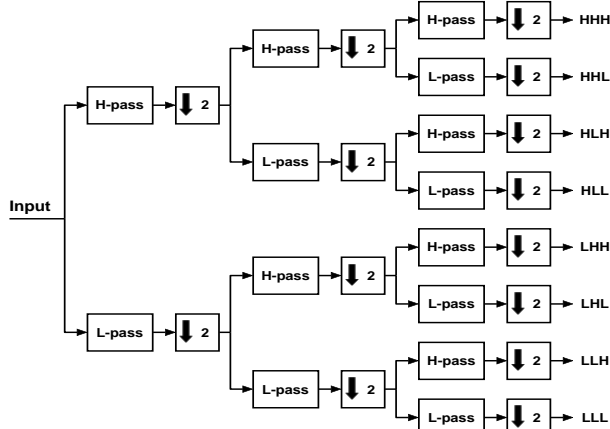 H-pass 2 HHH
H-pass 2
L-pass 2 HHL
H-pass 2
H-pass 2 HLH
L-pass 2
L-pass 2 HLL
Input
H-pass 2 LHH
H-pass 2
L-pass 2 LHL
L-pass 2
H-pass 2 LLH
L-pass 2
L-pass 2 LLL